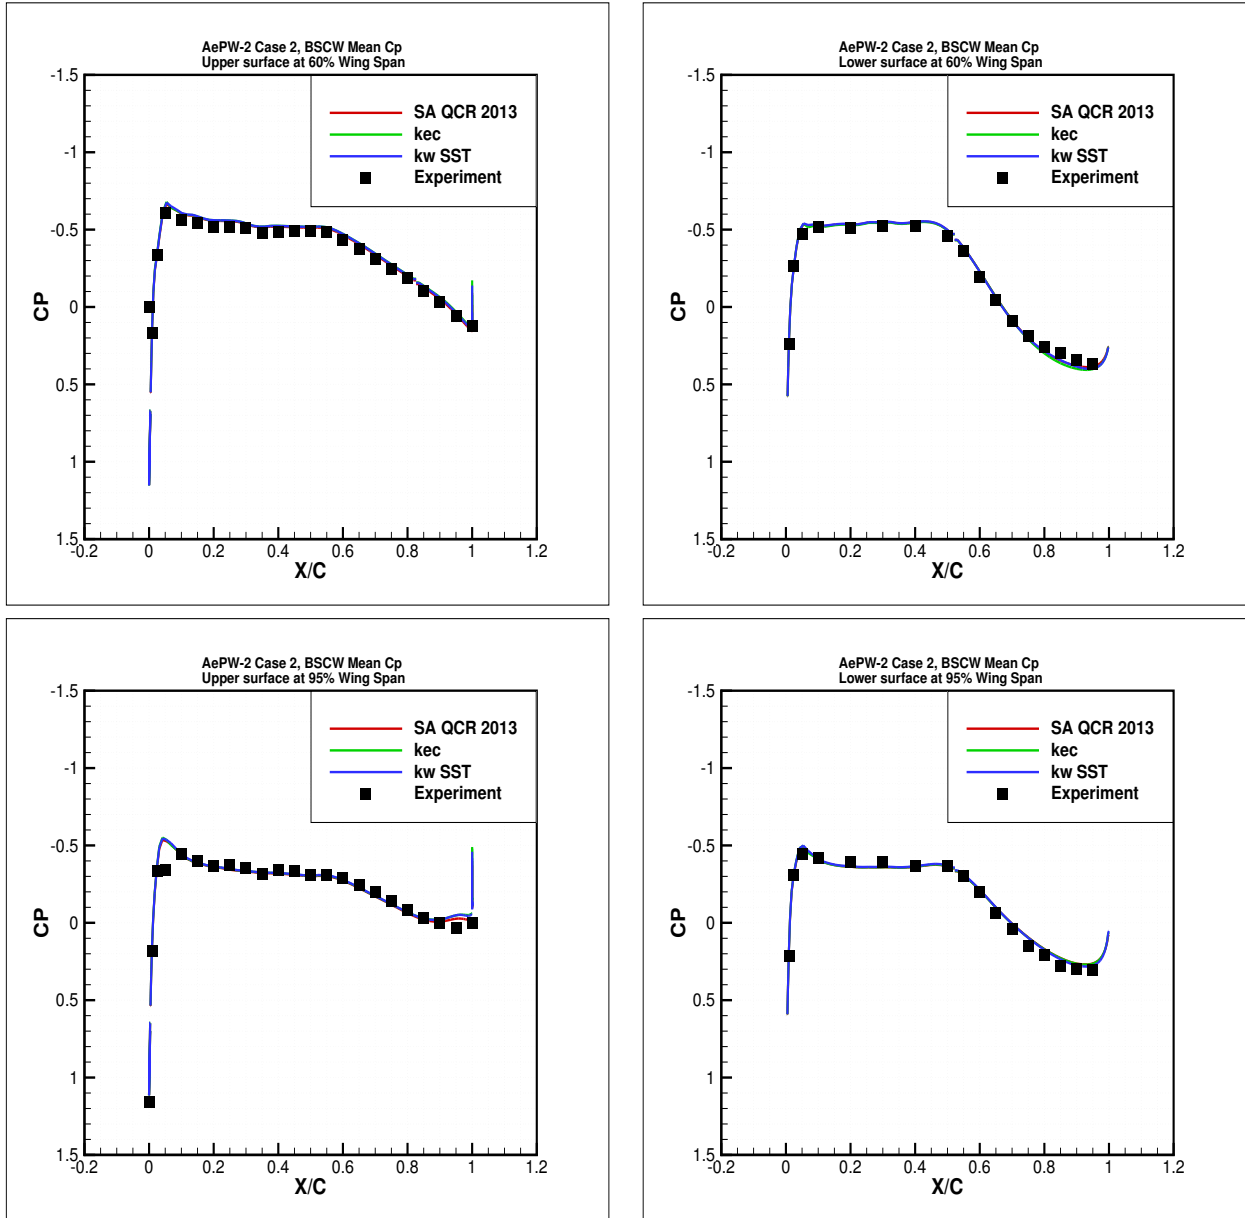 AePW-2 Case 2, BSCW Mean Cp
Upper surface at 60% Wing Span
-1.5
-1
-0.5
0
0.5
1
1.5
CP
-0.2
0
0.2
0.4
0.6
0.8
1
1.2
X/C
SA QCR 2013
kec
kw SST
Experiment
AePW-2 Case 2, BSCW Mean Cp
Lower surface at 60% Wing Span
-1.5
-1
-0.5
0
0.5
1
1.5
CP
-0.2
0
0.2
0.4
0.6
0.8
1
1.2
X/C
SA QCR 2013
kec
kw SST
Experiment
AePW-2 Case 2, BSCW Mean Cp
Upper surface at 95% Wing Span
-1.5
-1
-0.5
0
0.5
1
1.5
CP
-0.2
0
0.2
0.4
0.6
0.8
1
1.2
X/C
SA QCR 2013
kec
kw SST
Experiment
AePW-2 Case 2, BSCW Mean Cp
Lower surface at 95% Wing Span
-1.5
-1
-0.5
0
0.5
1
1.5
CP
-0.2
0
0.2
0.4
0.6
0.8
1
1.2
X/C
SA QCR 2013
kec
kw SST
Experiment